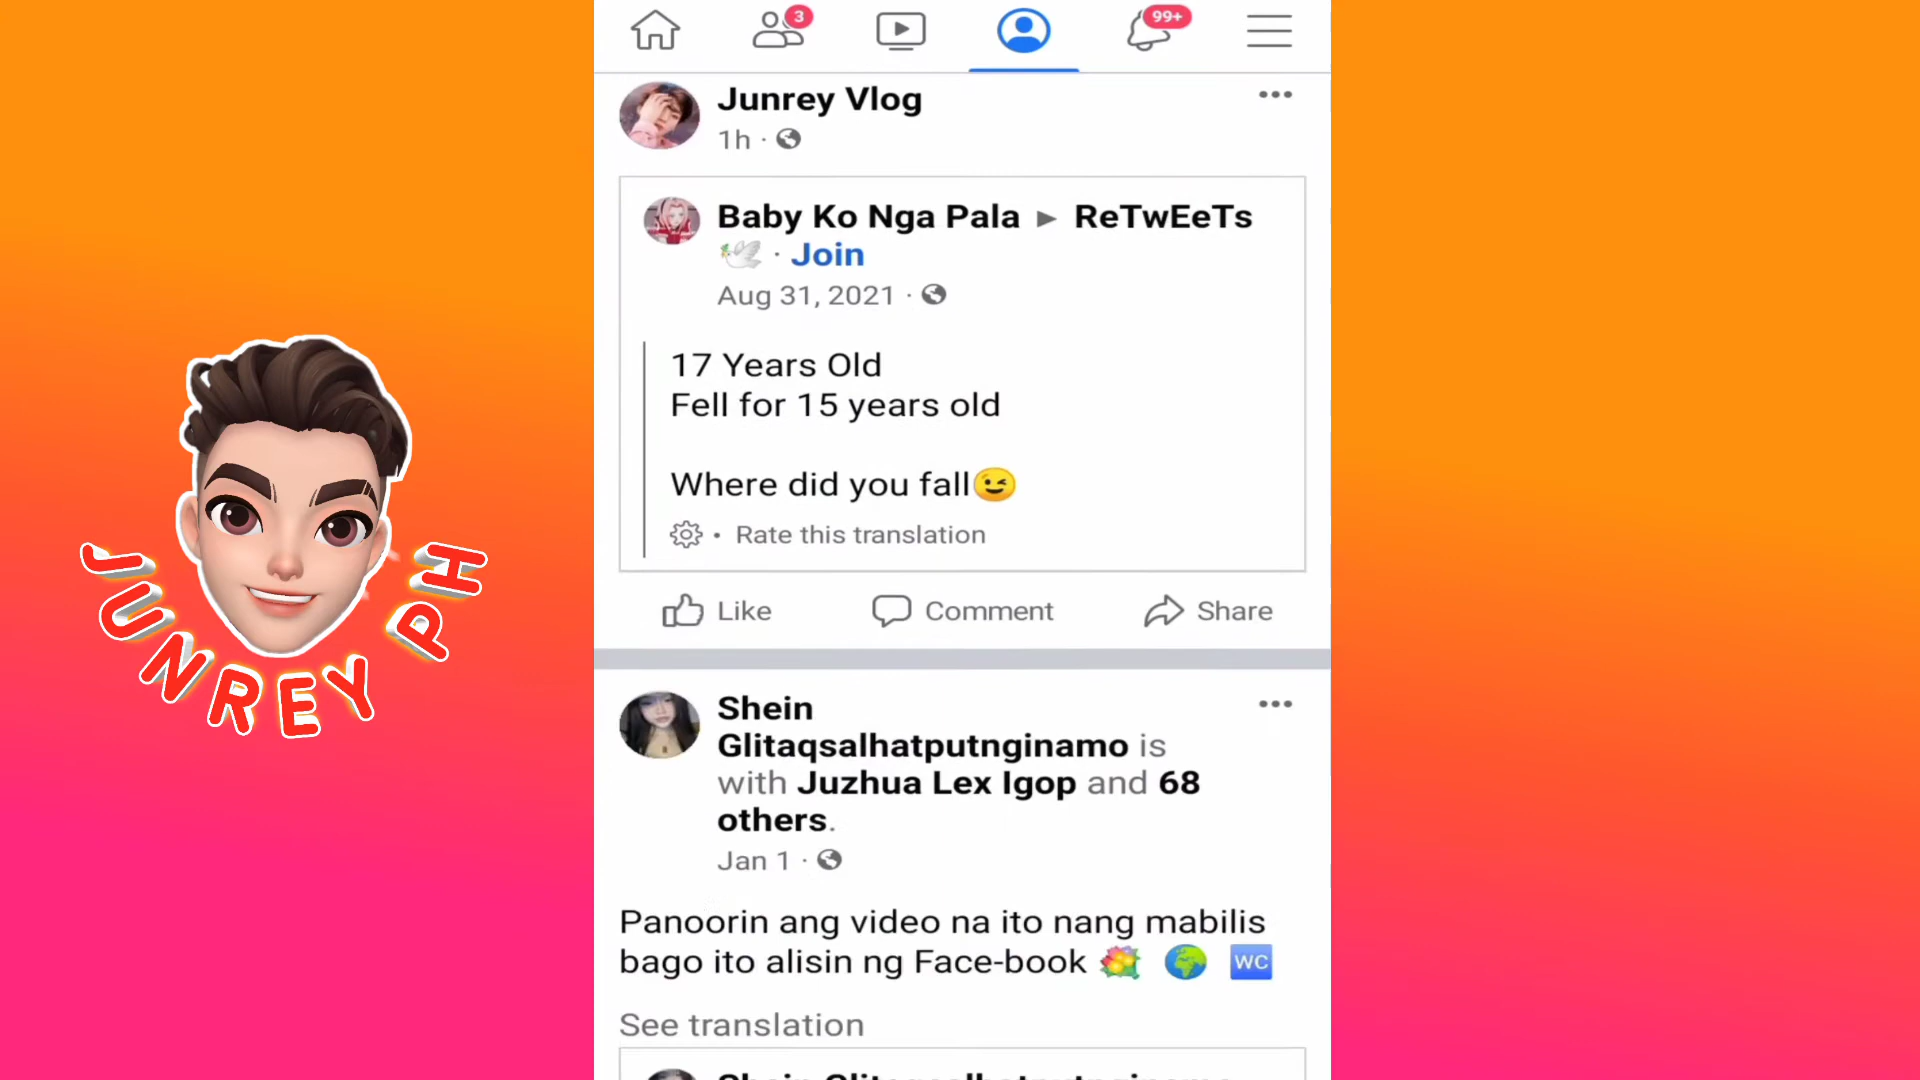 3
99+
Junrey Vlog
1h ·
Baby Ko Nga Pala ► ReTwEeTs
🕊️ · Join
Aug 31, 2021 ·
17 Years Old
Fell for 15 years old
Where did you fall😉
• Rate this translation
Like Comment Share
JUNREY PH
Shein
Glitaqsalhatputnginamo is
with Juzhua Lex Igop and 68
others.
Jan 1 ·
Panoorin ang video na ito nang mabilis
bago ito alisin ng Face-book 💐 🌍 🚾
See translation